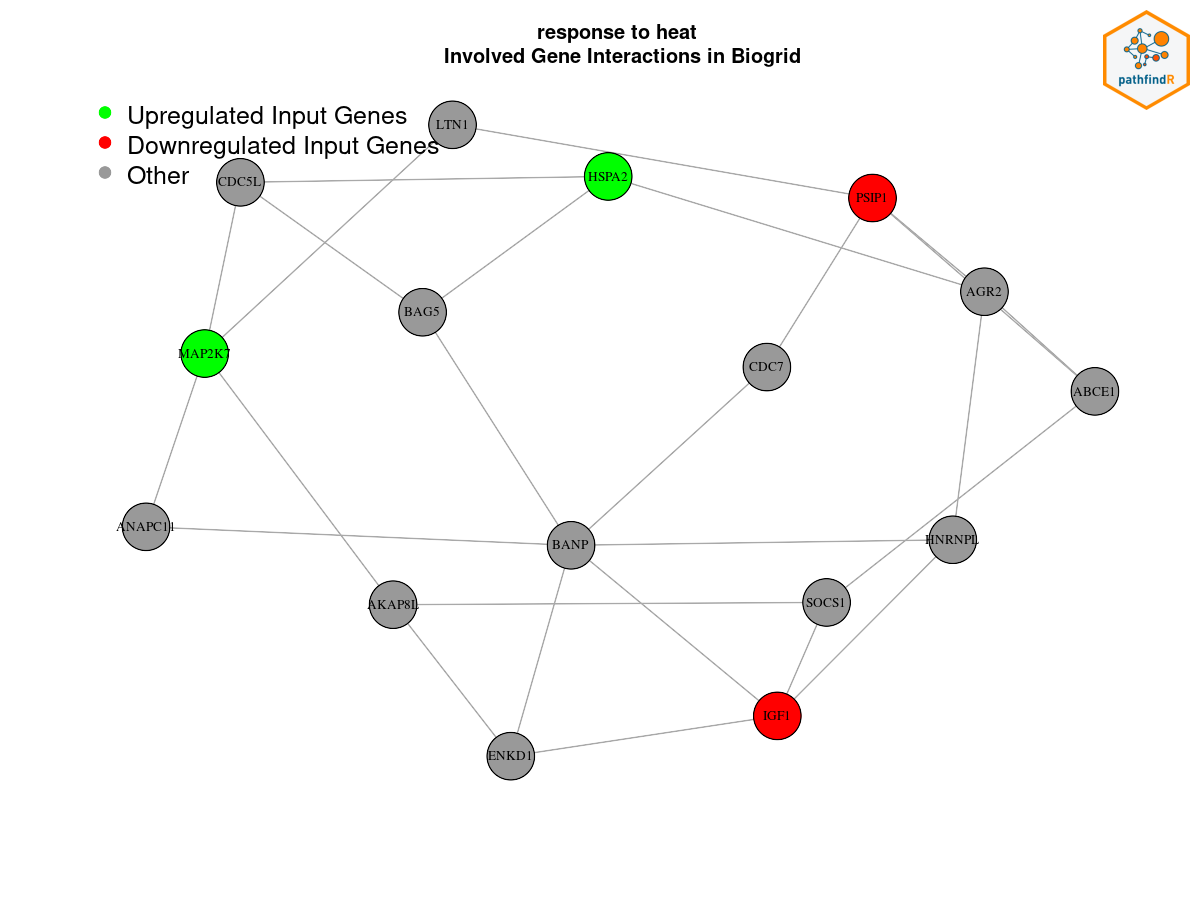 response to heat
Involved Gene Interactions in Biogrid
pathfindR
Upregulated Input Genes
Downregulated Input Genes
Other
LTN1
HSPA2
CDC5L
PSIP1
AGR2
BAG5
MAP2K7
CDC7
ABCE1
ANAPC11
BANP
HNRNPL
AKAP8L
SOCS1
IGF1
ENKD1